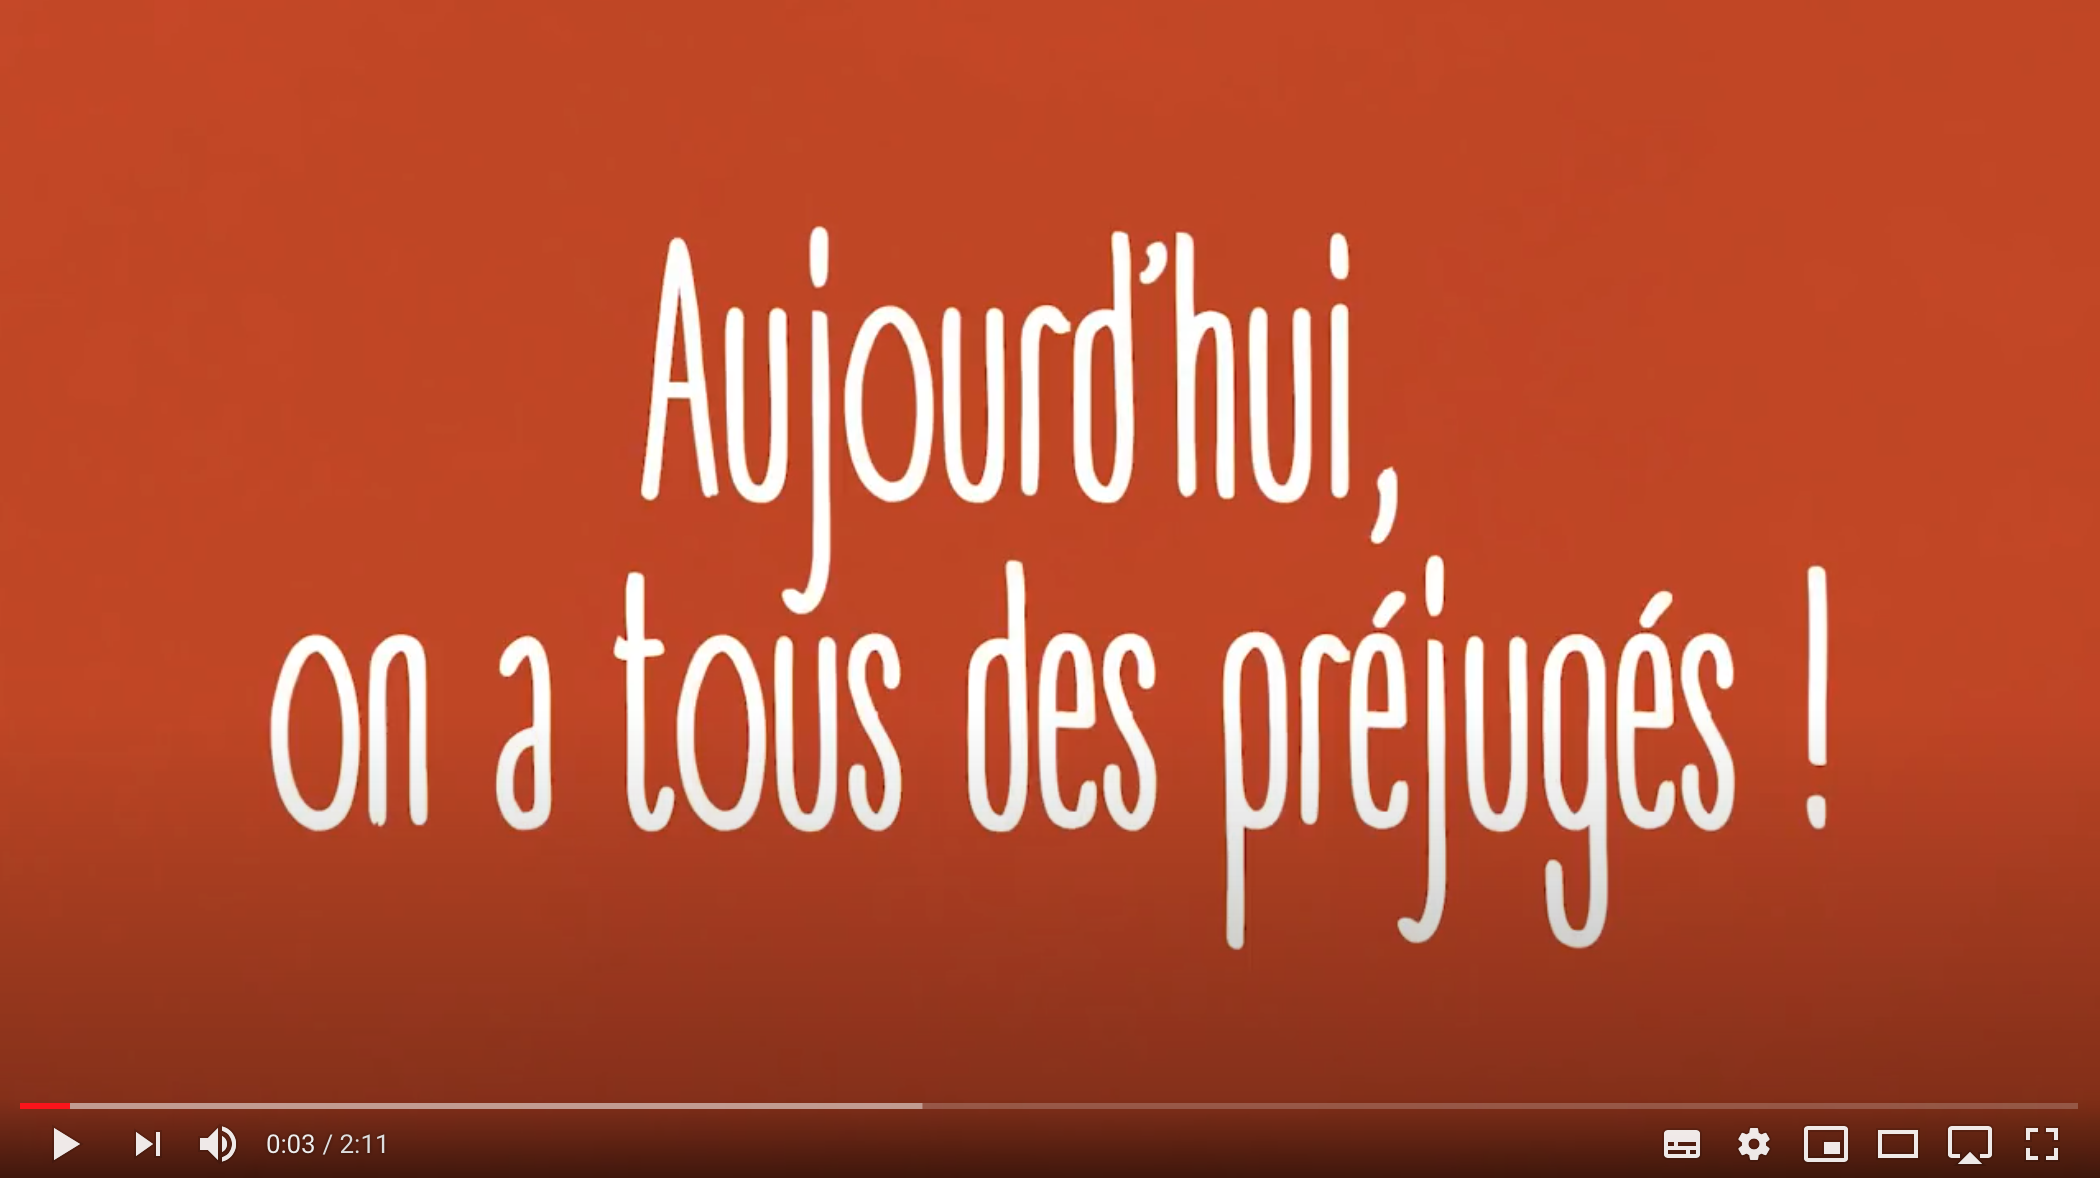 Aujourd'hui,
on a tous des préjugés !
0:03 / 2:11